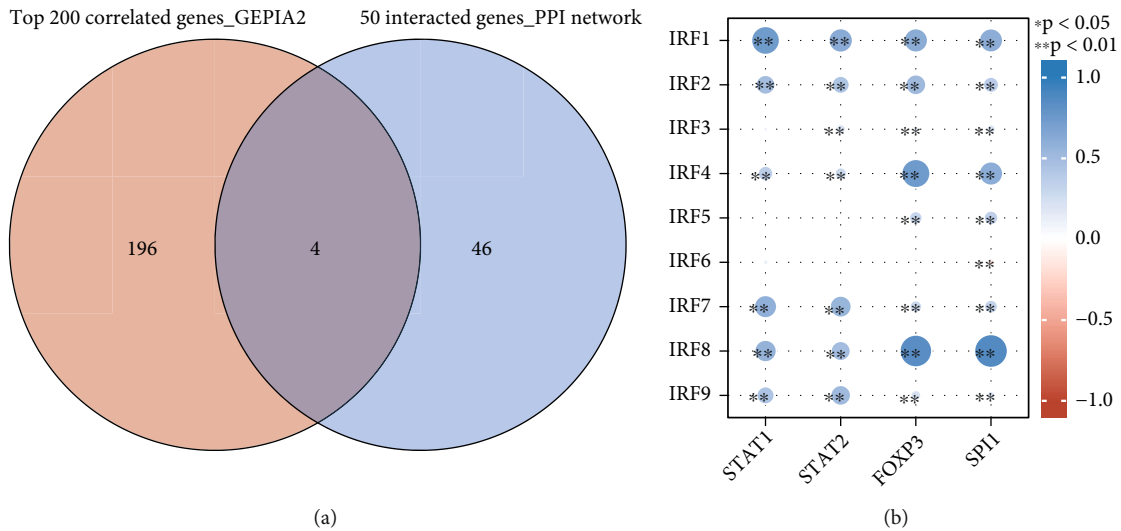 Top 200 correlated genes_GEPIA2
50 interacted genes_PPI network
196
4
46
(a)
*p < 0.05
**p < 0.01
IRF1 ** ** ** **
IRF2 ** ** ** **
IRF3 ** ** **
IRF4 ** ** ** **
IRF5 ** **
IRF6 **
IRF7 ** ** ** **
IRF8 ** ** ** **
IRF9 ** ** ** **
STAT1
STAT2
FOXP3
SPI1
1.0
0.5
0.0
−0.5
−1.0
(b)